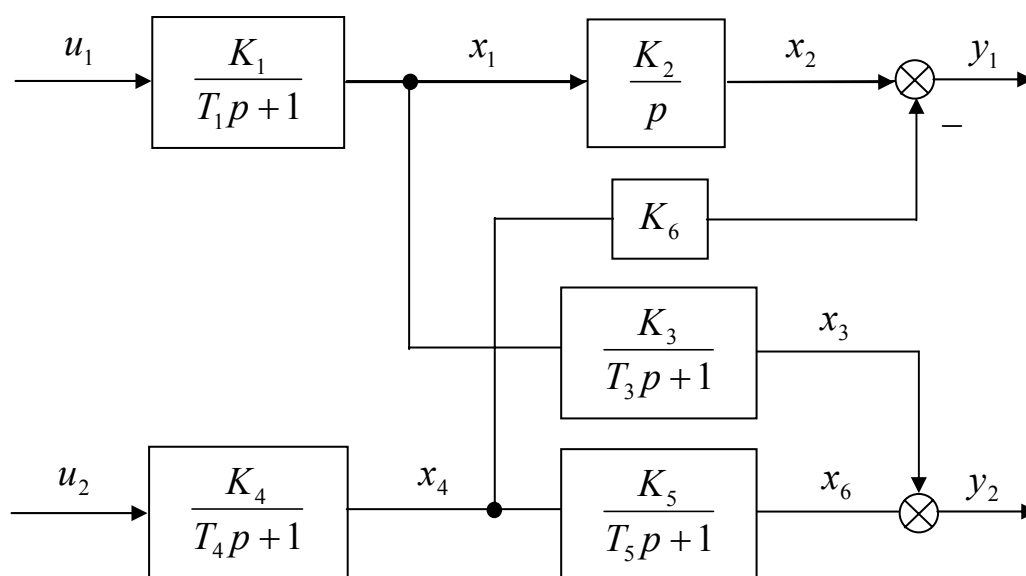 u₁
K₁
T₁p + 1
x₁
K₂
p
x₂
y₁
−
K₆
K₃
T₃p + 1
x₃
u₂
K₄
T₄p + 1
x₄
K₅
T₅p + 1
x₆
y₂